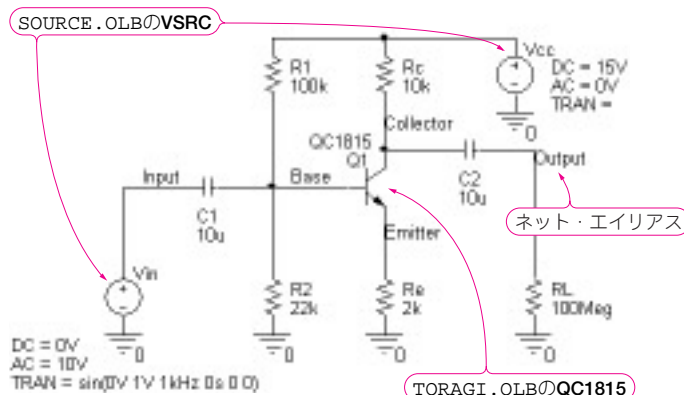 SOURCE.OLBのVSRC
Vcc
DC = 15V
AC = 0V
TRAN =
0
R1
100k
Rc
10k
Collector
QC1815
Q1
Input
Base
C1
10u
C2
10u
Output
ネット・エイリアス
Emitter
Vin
R2
22k
Re
2k
RL
100Meg
0
0
0
0
DC = 0V
AC = 10V
TRAN = sin(0V 1V 1kHz 0s 0 0)
TORAGI.OLBのQC1815